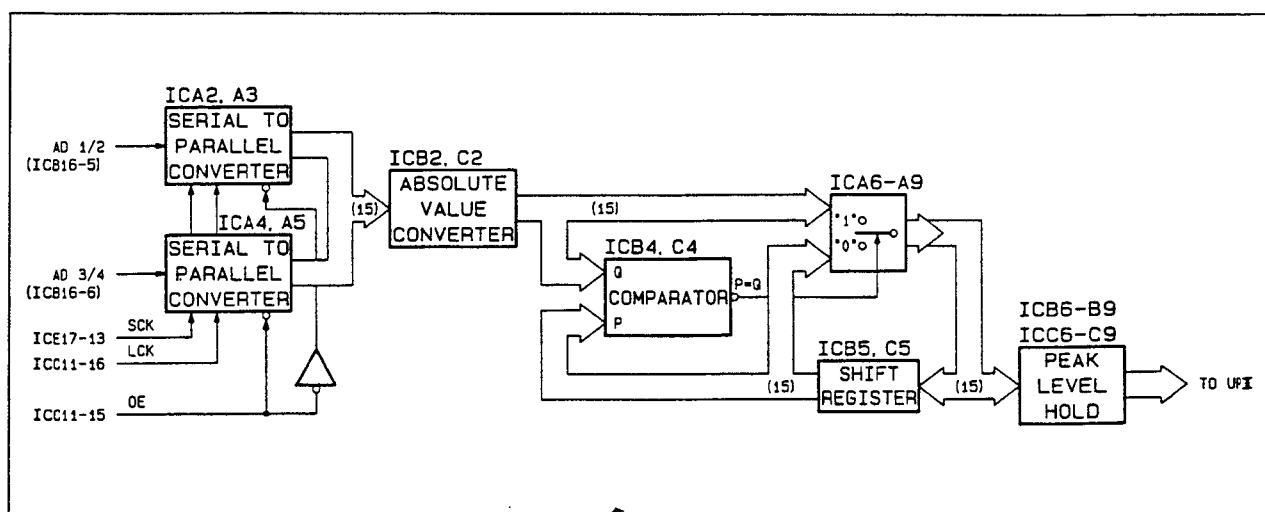 ICA2, A3
SERIAL TO
PARALLEL
CONVERTER
AD 1/2
(ICB16-5)
ICA4, A5
SERIAL TO
PARALLEL
CONVERTER
AD 3/4
(ICB16-6)
ICE17-13
SCK
ICC11-16
LCK
ICC11-15
OE
(15)
ICB2, C2
ABSOLUTE
VALUE
CONVERTER
(15)
ICB4, C4
Q
COMPARATOR
P
P=Q
ICA6-A9
"1"
"0"
(15)
ICB5, C5
SHIFT
REGISTER
(15)
ICB6-B9
ICC6-C9
PEAK
LEVEL
HOLD
TO UPI